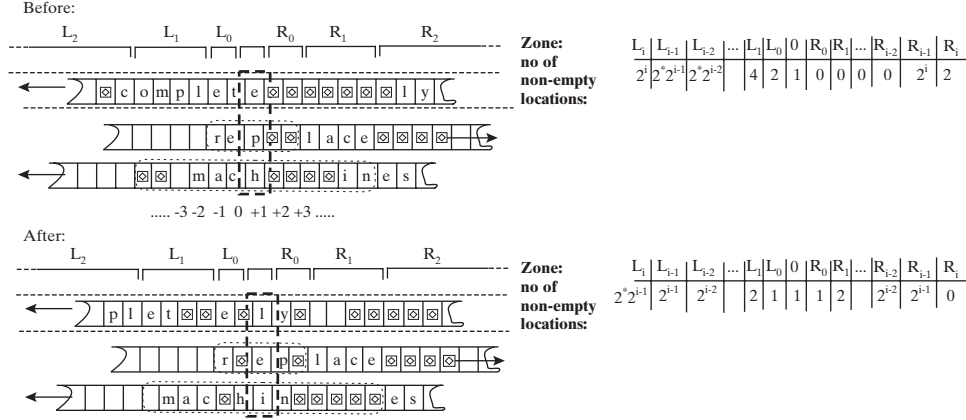 Before:
L2 L1 L0 R0 R1 R2
⟐ c o m p l e t e ⟐ ⟐ ⟐ ⟐ ⟐ ⟐ ⟐ l y
r e p ⟐ ⟐ l a c e ⟐ ⟐ ⟐ ⟐
⟐ ⟐ m a c h ⟐ ⟐ ⟐ ⟐ i n e s
..... -3 -2 -1 0 +1 +2 +3 .....
Zone:
no of
non-empty
locations:
Li Li-1 Li-2 ... L1 L0 0 R0 R1 ... Ri-2 Ri-1 Ri
2^i 2*2^i-1 2*2^i-2 4 2 1 0 0 0 0 2^i 2
After:
L2 L1 L0 R0 R1 R2
p l e t ⟐ ⟐ e ⟐ l y ⟐ ⟐ ⟐ ⟐ ⟐ ⟐
r ⟐ e p ⟐ l a c e ⟐ ⟐ ⟐ ⟐
m a c ⟐ h i n ⟐ ⟐ ⟐ ⟐ ⟐ e s
Zone:
no of
non-empty
locations:
Li Li-1 Li-2 ... L1 L0 0 R0 R1 ... Ri-2 Ri-1 Ri
2*2^i-1 2^i-1 2^i-2 2 1 1 1 2 2^i-2 2^i-1 0